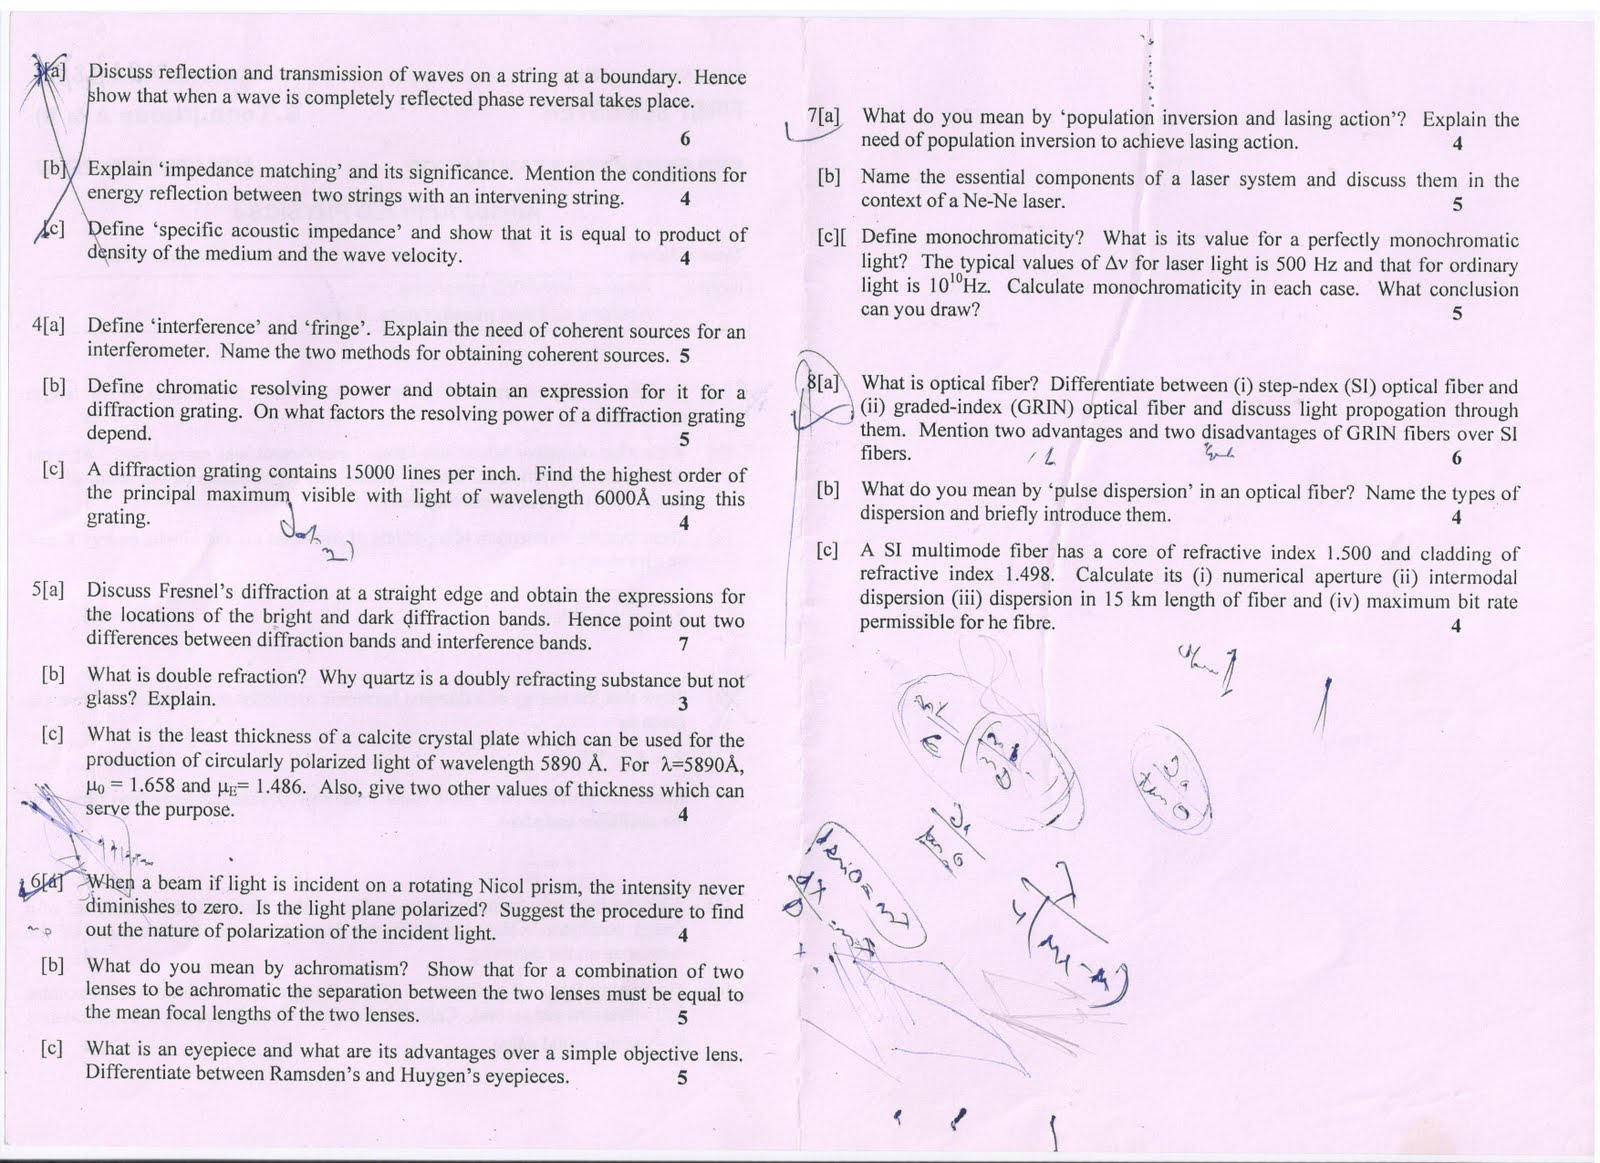 3[a] Discuss reflection and transmission of waves on a string at a boundary. Hence
show that when a wave is completely reflected phase reversal takes place.
6
[b] Explain ‘impedance matching’ and its significance. Mention the conditions for
energy reflection between two strings with an intervening string. 4
[c] Define ‘specific acoustic impedance’ and show that it is equal to product of
density of the medium and the wave velocity. 4
4[a] Define ‘interference’ and ‘fringe’. Explain the need of coherent sources for an
interferometer. Name the two methods for obtaining coherent sources. 5
[b] Define chromatic resolving power and obtain an expression for it for a
diffraction grating. On what factors the resolving power of a diffraction grating
depend. 5
[c] A diffraction grating contains 15000 lines per inch. Find the highest order of
the principal maximum visible with light of wavelength 6000Å using this
grating. 4
5[a] Discuss Fresnel’s diffraction at a straight edge and obtain the expressions for
the locations of the bright and dark diffraction bands. Hence point out two
differences between diffraction bands and interference bands. 7
[b] What is double refraction? Why quartz is a doubly refracting substance but not
glass? Explain. 3
[c] What is the least thickness of a calcite crystal plate which can be used for the
production of circularly polarized light of wavelength 5890 Å. For λ=5890Å,
μ₀ = 1.658 and μE= 1.486. Also, give two other values of thickness which can
serve the purpose. 4
6[a] When a beam if light is incident on a rotating Nicol prism, the intensity never
diminishes to zero. Is the light plane polarized? Suggest the procedure to find
out the nature of polarization of the incident light. 4
[b] What do you mean by achromatism? Show that for a combination of two
lenses to be achromatic the separation between the two lenses must be equal to
the mean focal lengths of the two lenses. 5
[c] What is an eyepiece and what are its advantages over a simple objective lens.
Differentiate between Ramsden’s and Huygen’s eyepieces. 5
7[a] What do you mean by ‘population inversion and lasing action’? Explain the
need of population inversion to achieve lasing action. 4
[b] Name the essential components of a laser system and discuss them in the
context of a Ne-Ne laser. 5
[c][ Define monochromaticity? What is its value for a perfectly monochromatic
light? The typical values of Δν for laser light is 500 Hz and that for ordinary
light is 10¹⁰Hz. Calculate monochromaticity in each case. What conclusion
can you draw? 5
8[a] What is optical fiber? Differentiate between (i) step-ndex (SI) optical fiber and
(ii) graded-index (GRIN) optical fiber and discuss light propogation through
them. Mention two advantages and two disadvantages of GRIN fibers over SI
fibers. 6
[b] What do you mean by ‘pulse dispersion’ in an optical fiber? Name the types of
dispersion and briefly introduce them. 4
[c] A SI multimode fiber has a core of refractive index 1.500 and cladding of
refractive index 1.498. Calculate its (i) numerical aperture (ii) intermodal
dispersion (iii) dispersion in 15 km length of fiber and (iv) maximum bit rate
permissible for he fibre. 4